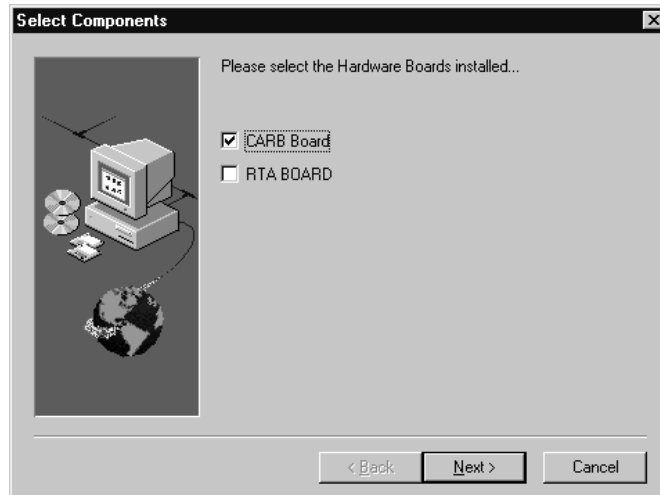 Select Components
Please select the Hardware Boards installed...
CARB Board
RTA BOARD
< Back
Next >
Cancel